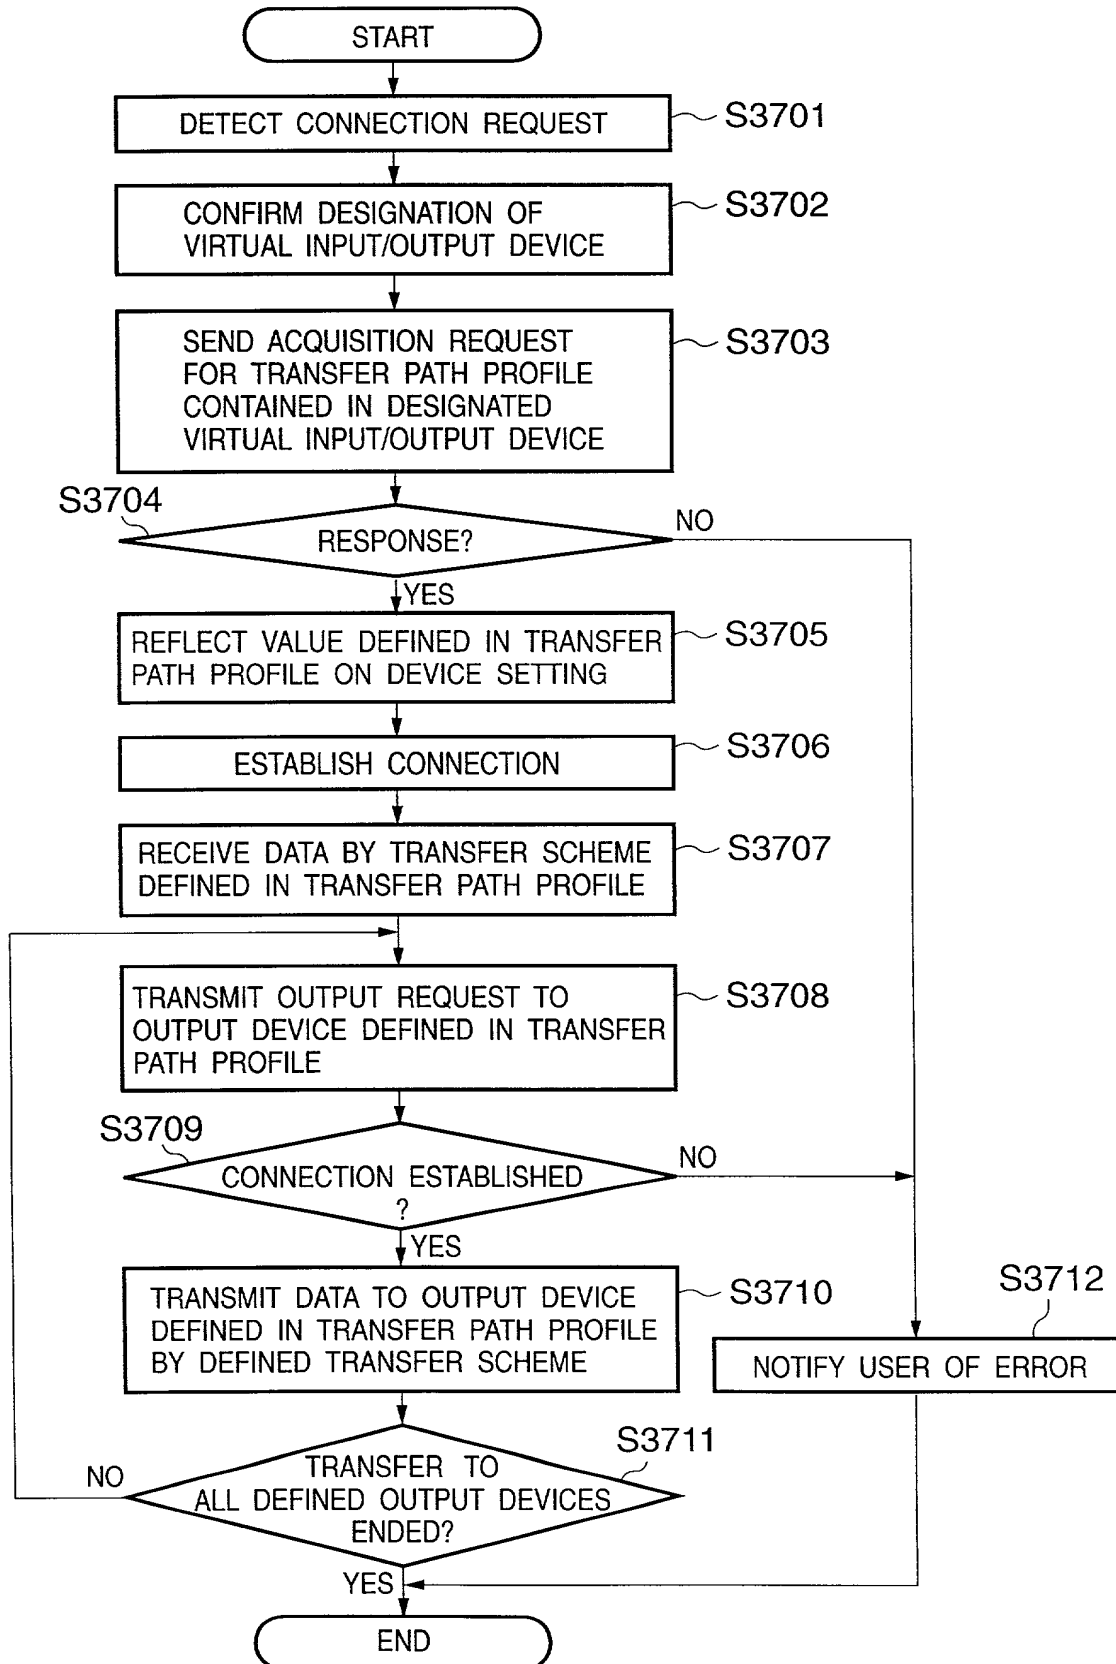 START
DETECT CONNECTION REQUEST
S3701
CONFIRM DESIGNATION OF
VIRTUAL INPUT/OUTPUT DEVICE
S3702
SEND ACQUISITION REQUEST
FOR TRANSFER PATH PROFILE
CONTAINED IN DESIGNATED
VIRTUAL INPUT/OUTPUT DEVICE
S3703
S3704
RESPONSE?
NO
YES
REFLECT VALUE DEFINED IN TRANSFER
PATH PROFILE ON DEVICE SETTING
S3705
ESTABLISH CONNECTION
S3706
RECEIVE DATA BY TRANSFER SCHEME
DEFINED IN TRANSFER PATH PROFILE
S3707
TRANSMIT OUTPUT REQUEST TO
OUTPUT DEVICE DEFINED IN TRANSFER
PATH PROFILE
S3708
S3709
CONNECTION ESTABLISHED
?
NO
YES
TRANSMIT DATA TO OUTPUT DEVICE
DEFINED IN TRANSFER PATH PROFILE
BY DEFINED TRANSFER SCHEME
S3710
S3712
NOTIFY USER OF ERROR
S3711
TRANSFER TO
ALL DEFINED OUTPUT DEVICES
ENDED?
NO
YES
END